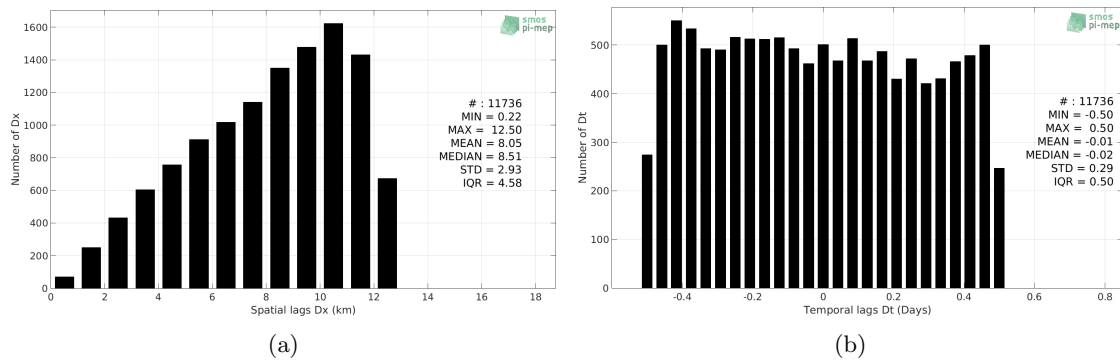 1600
1400
1200
1000
800
600
400
200
0
Number of Dx
0 2 4 6 8 10 12 14 16 18
Spatial lags Dx (km)
smos
pi-mep
# : 11736
MIN = 0.22
MAX = 12.50
MEAN = 8.05
MEDIAN = 8.51
STD = 2.93
IQR = 4.58
(a)
500
400
300
200
100
0
Number of Dt
-0.4 -0.2 0 0.2 0.4 0.6 0.8
Temporal lags Dt (Days)
smos
pi-mep
# : 11736
MIN = -0.50
MAX = 0.50
MEAN = -0.01
MEDIAN = -0.02
STD = 0.29
IQR = 0.50
(b)